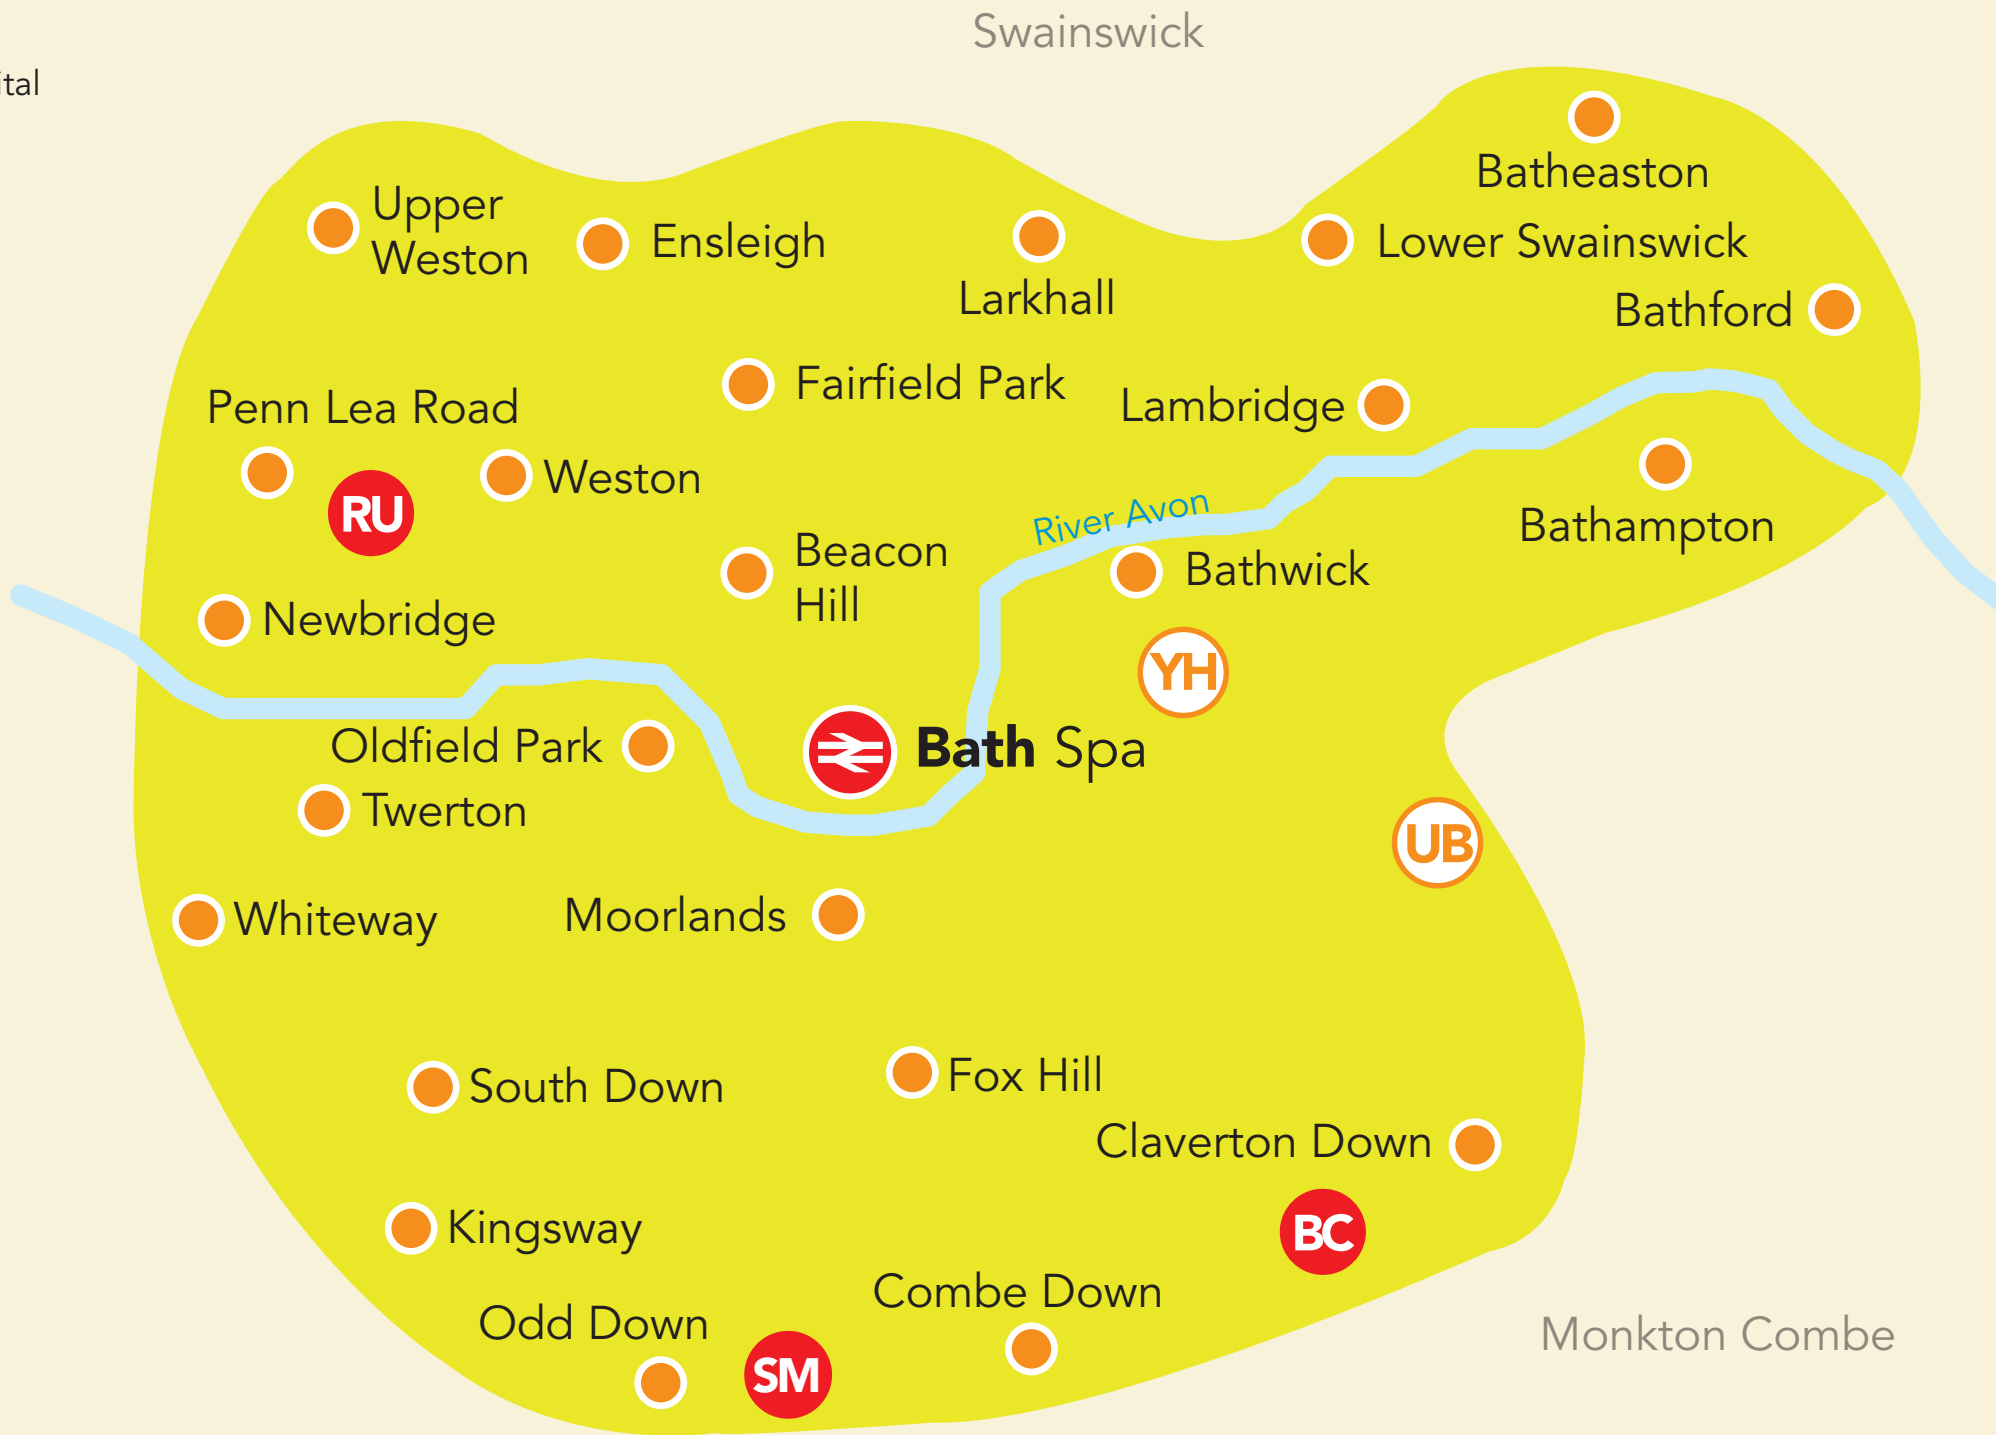 Swainswick
ital
Batheaston
Upper
Weston
Ensleigh
Larkhall
Lower Swainswick
Bathford
Fairfield Park
Penn Lea Road
Lambridge
Weston
RU
River Avon
Bathampton
Beacon
Hill
Bathwick
Newbridge
YH
Oldfield Park
Bath Spa
Twerton
UB
Whiteway
Moorlands
South Down
Fox Hill
Claverton Down
Kingsway
BC
Combe Down
Odd Down
Monkton Combe
SM